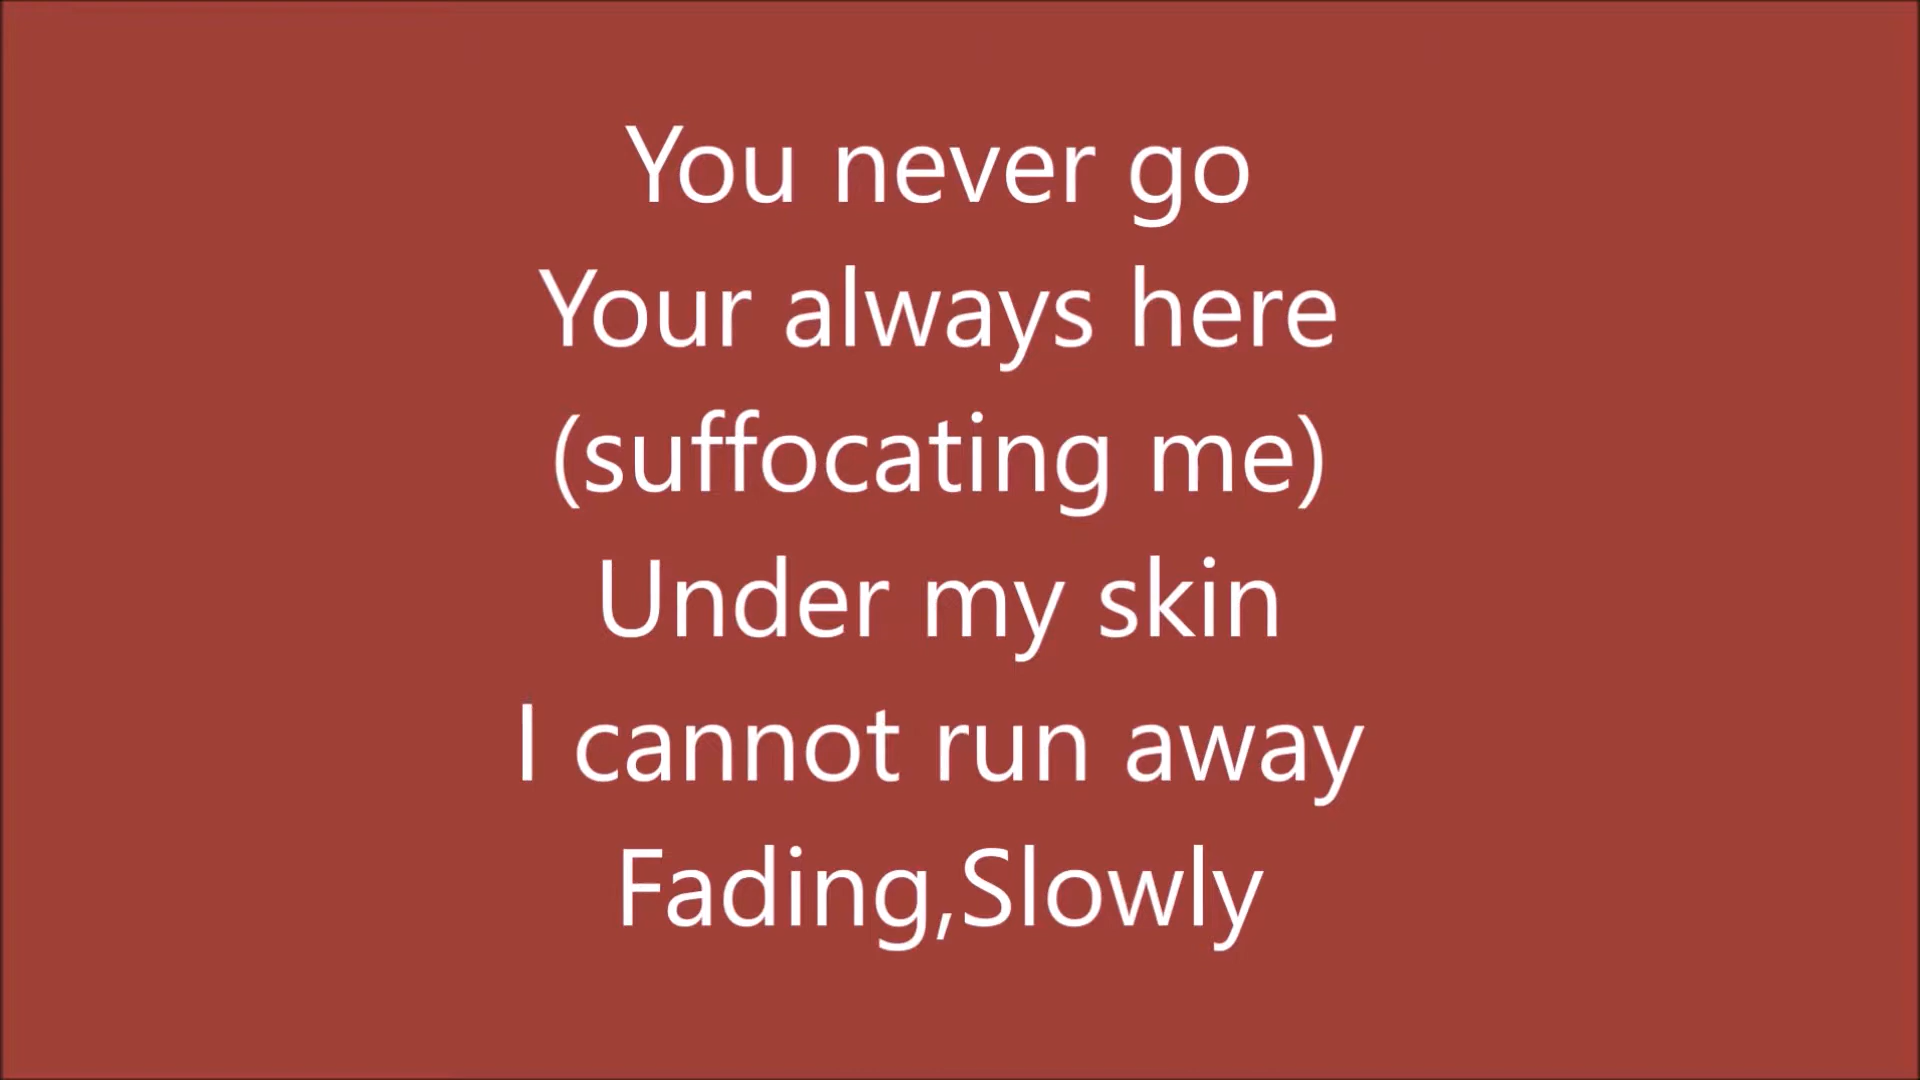 You never go
Your always here
(suffocating me)
Under my skin
I cannot run away
Fading,Slowly